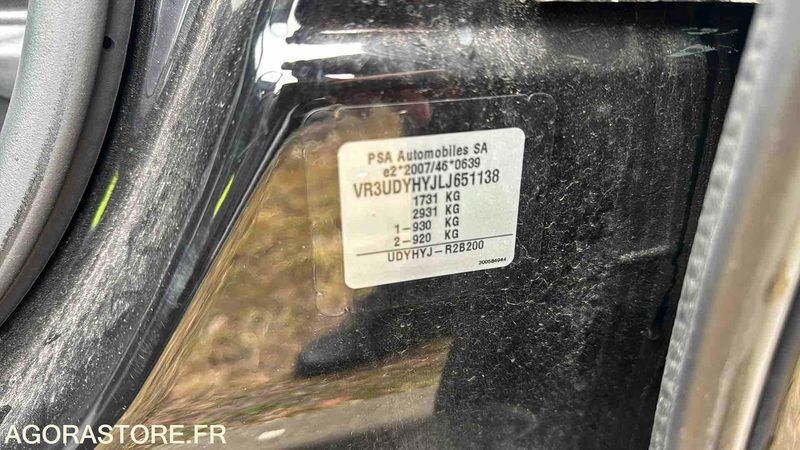 PSA Automobiles SA
e2*2007/46*0639
VR3UDYHYJLJ651138
1731 KG
2931 KG
1-930 KG
2-920 KG
UDYHYJ-R2B200
200584944
AGORASTORE.FR